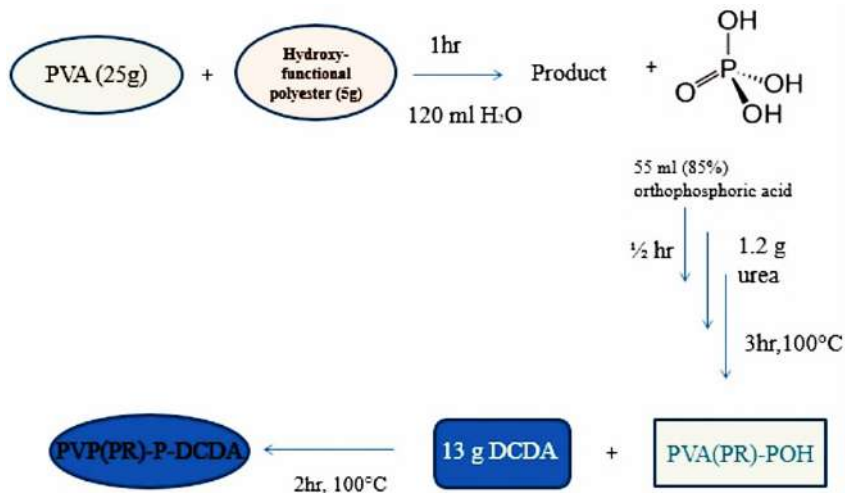 PVA (25g)
+
Hydroxy-
functional
polyester (5g)
1hr
120 ml H₂O
Product
+
OH
O
P
OH
OH
55 ml (85%)
orthophosphoric acid
½ hr
1.2 g
urea
3hr,100°C
PVP(PR)-P-DCDA
2hr, 100°C
13 g DCDA
+
PVA(PR)-POH